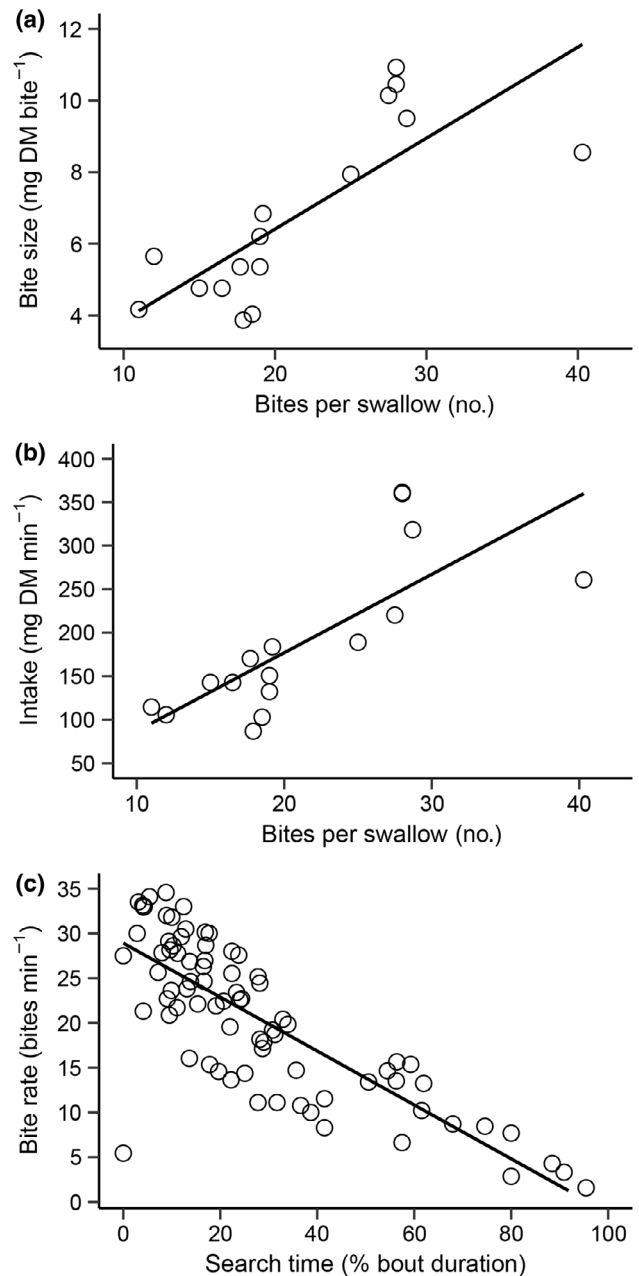 (a)
Bite size (mg DM bite⁻¹)
12
10
8
6
4
10 20 30 40
Bites per swallow (no.)
(b)
Intake (mg DM min⁻¹)
400
350
300
250
200
150
100
50
10 20 30 40
Bites per swallow (no.)
(c)
Bite rate (bites min⁻¹)
35
30
25
20
15
10
5
0
0 20 40 60 80 100
Search time (% bout duration)